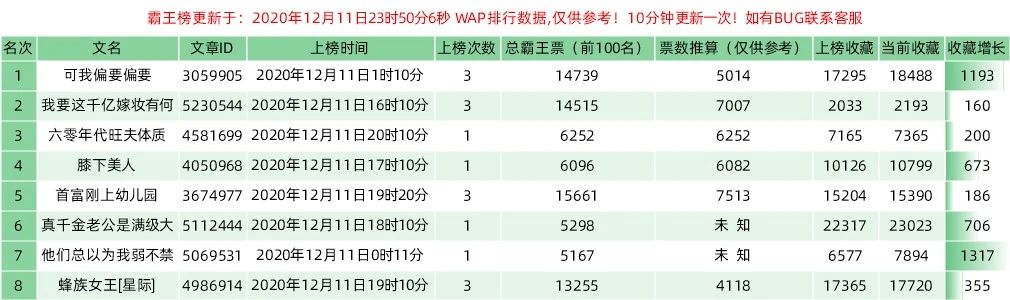 霸王榜更新于：2020年12月11日23时50分6秒 WAP排行数据,仅供参考！10分钟更新一次！如有BUG联系客服
名次 文名 文章ID 上榜时间 上榜次数 总霸王票（前100名） 票数推算（仅供参考） 上榜收藏 当前收藏 收藏增长
1 可我偏要偏要 3059905 2020年12月11日1时10分 3 14739 5014 17295 18488 1193
2 我要这千亿嫁妆有何 5230544 2020年12月11日16时10分 3 14515 7007 2033 2193 160
3 六零年代旺夫体质 4581699 2020年12月11日20时10分 1 6252 6252 7165 7365 200
4 膝下美人 4050968 2020年12月11日17时10分 1 6096 6082 10126 10799 673
5 首富刚上幼儿园 3674977 2020年12月11日19时20分 3 15661 7513 15204 15390 186
6 真千金老公是满级大 5112444 2020年12月11日18时10分 1 5298 未 知 22317 23023 706
7 他们总以为我弱不禁 5069531 2020年12月11日0时11分 1 5167 未 知 6577 7894 1317
8 蜂族女王[星际] 4986914 2020年12月11日19时10分 3 13255 4118 17365 17720 355